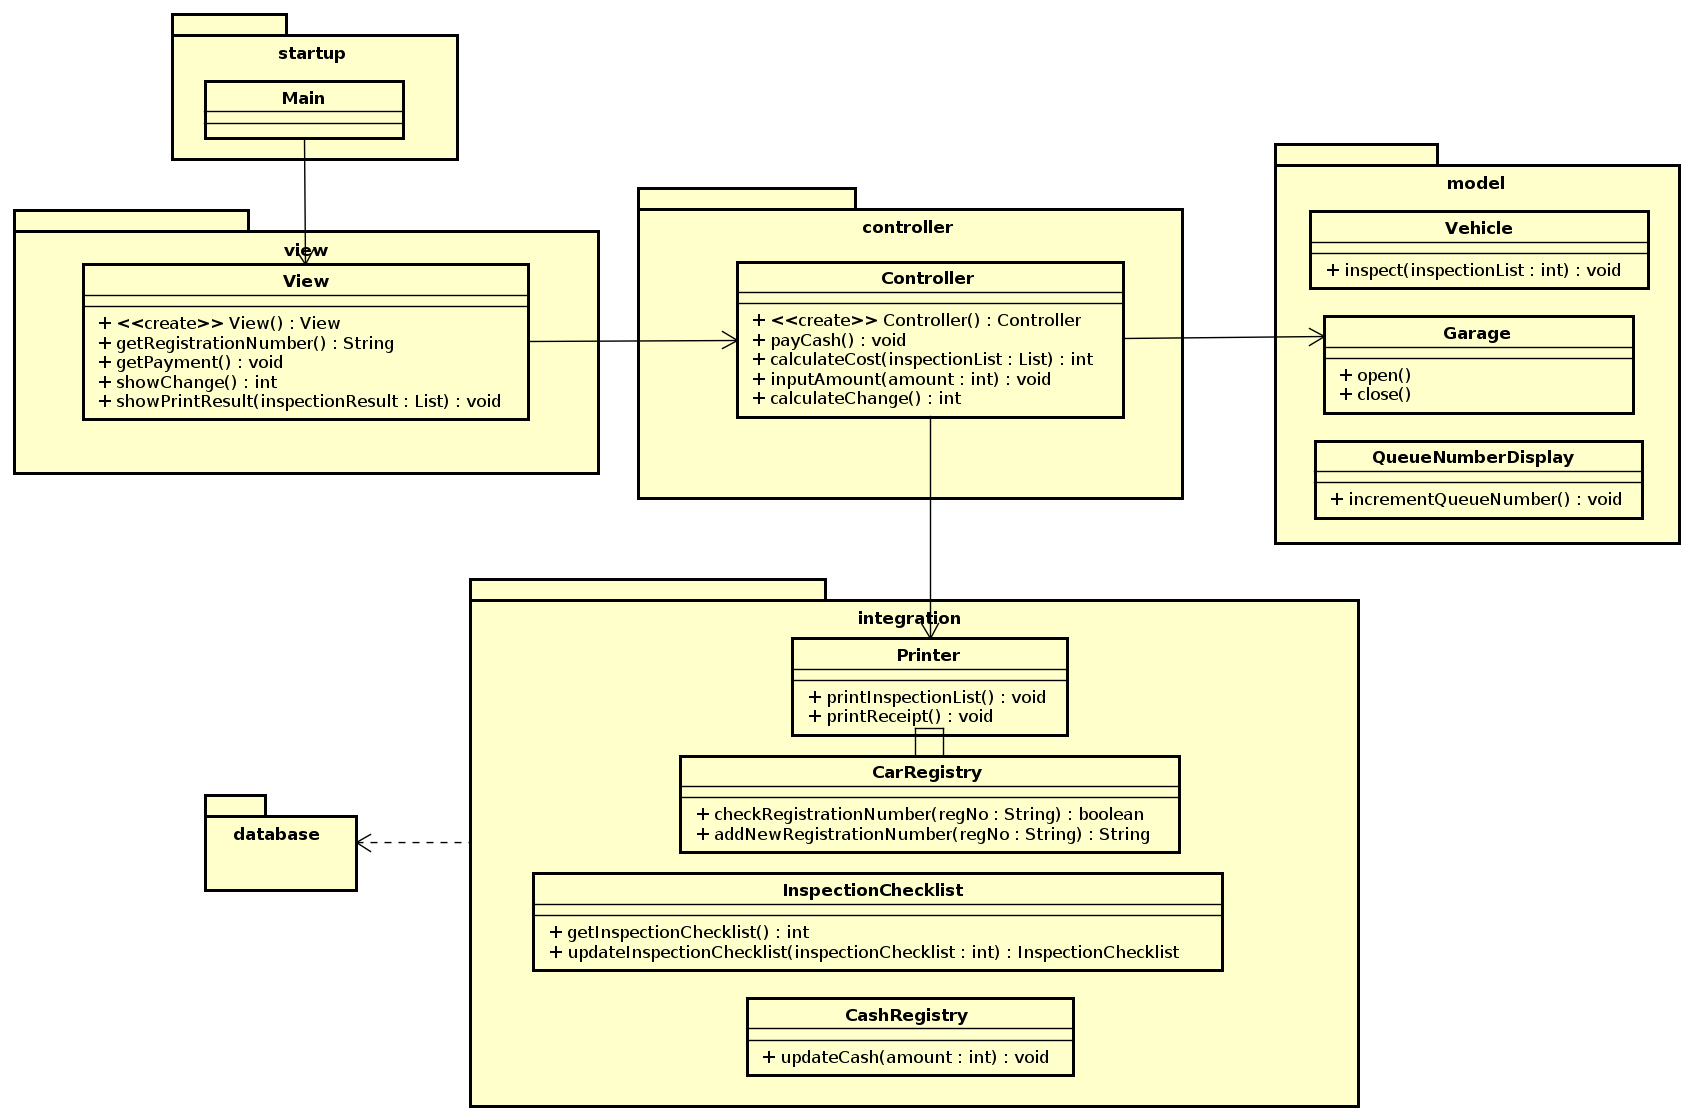 startup
Main
view
View
+ <<create>> View() : View
+ getRegistrationNumber() : String
+ getPayment() : void
+ showChange() : int
+ showPrintResult(inspectionResult : List) : void
controller
Controller
+ <<create>> Controller() : Controller
+ payCash() : void
+ calculateCost(inspectionList : List) : int
+ inputAmount(amount : int) : void
+ calculateChange() : int
model
Vehicle
+ inspect(inspectionList : int) : void
Garage
+ open()
+ close()
QueueNumberDisplay
+ incrementQueueNumber() : void
integration
Printer
+ printInspectionList() : void
+ printReceipt() : void
CarRegistry
+ checkRegistrationNumber(regNo : String) : boolean
+ addNewRegistrationNumber(regNo : String) : String
database
InspectionChecklist
+ getInspectionChecklist() : int
+ updateInspectionChecklist(inspectionChecklist : int) : InspectionChecklist
CashRegistry
+ updateCash(amount : int) : void